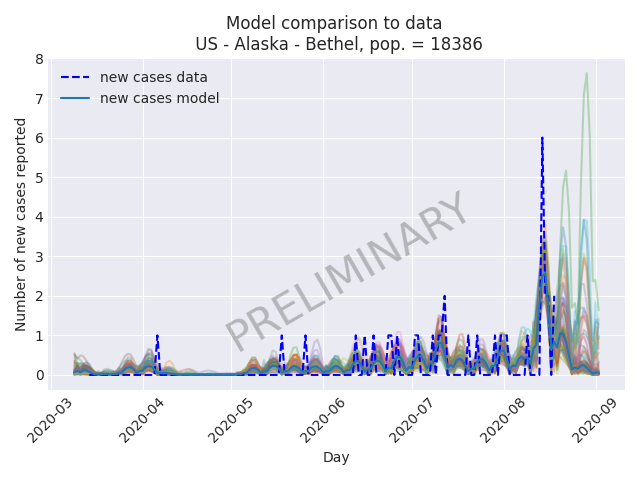 Model comparison to data
US - Alaska - Bethel, pop. = 18386
Number of new cases reported
8
7
6
5
4
3
2
1
0
new cases data
new cases model
PRELIMINARY
2020-03
2020-04
2020-05
2020-06
2020-07
2020-08
2020-09
Day